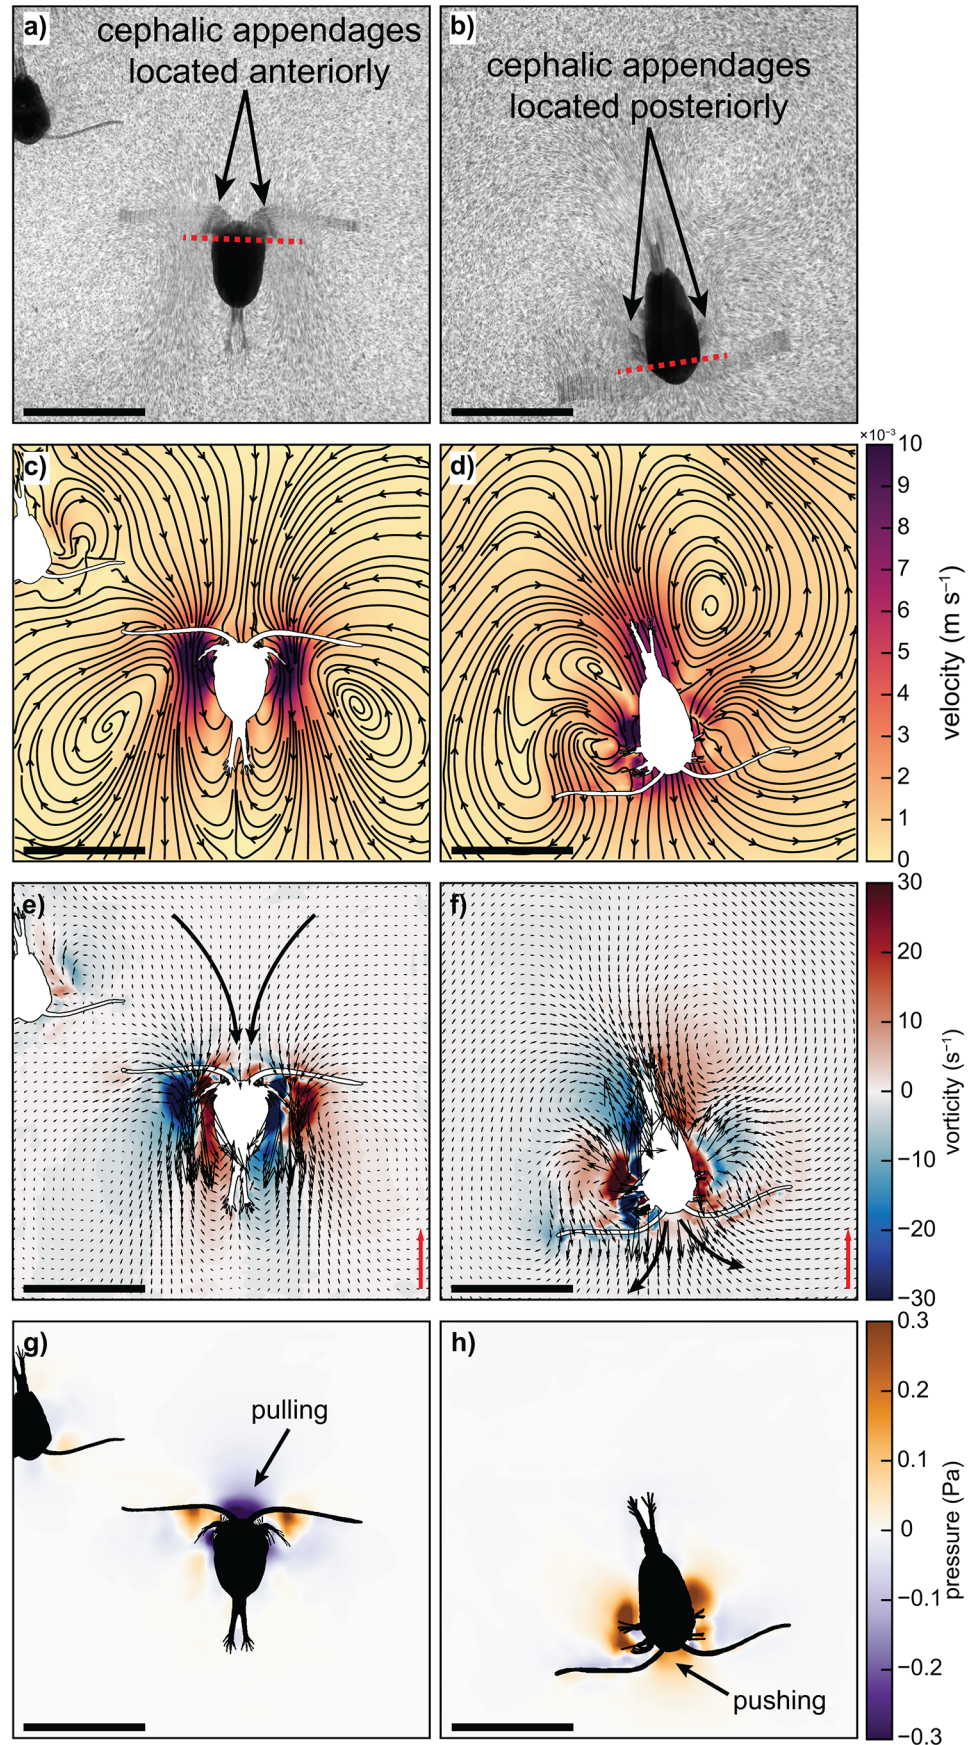 a)
cephalic appendages
located anteriorly
b)
cephalic appendages
located posteriorly
c)
d)
×10⁻³
10
9
8
7
6
5
4
3
2
1
0
velocity (m s⁻¹)
e)
f)
30
20
10
0
−10
−20
−30
vorticity (s⁻¹)
g)
pulling
h)
pushing
0.3
0.2
0.1
0
−0.1
−0.2
−0.3
pressure (Pa)